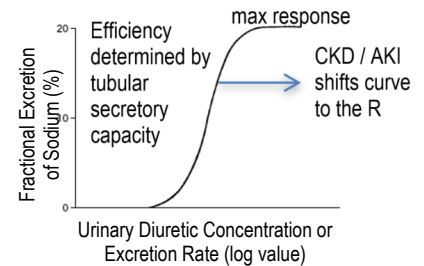 max response
20
Efficiency
determined by
tubular
secretory
capacity
CKD / AKI
shifts curve
to the R
Fractional Excretion
of Sodium (%)
10
0
Urinary Diuretic Concentration or
Excretion Rate (log value)